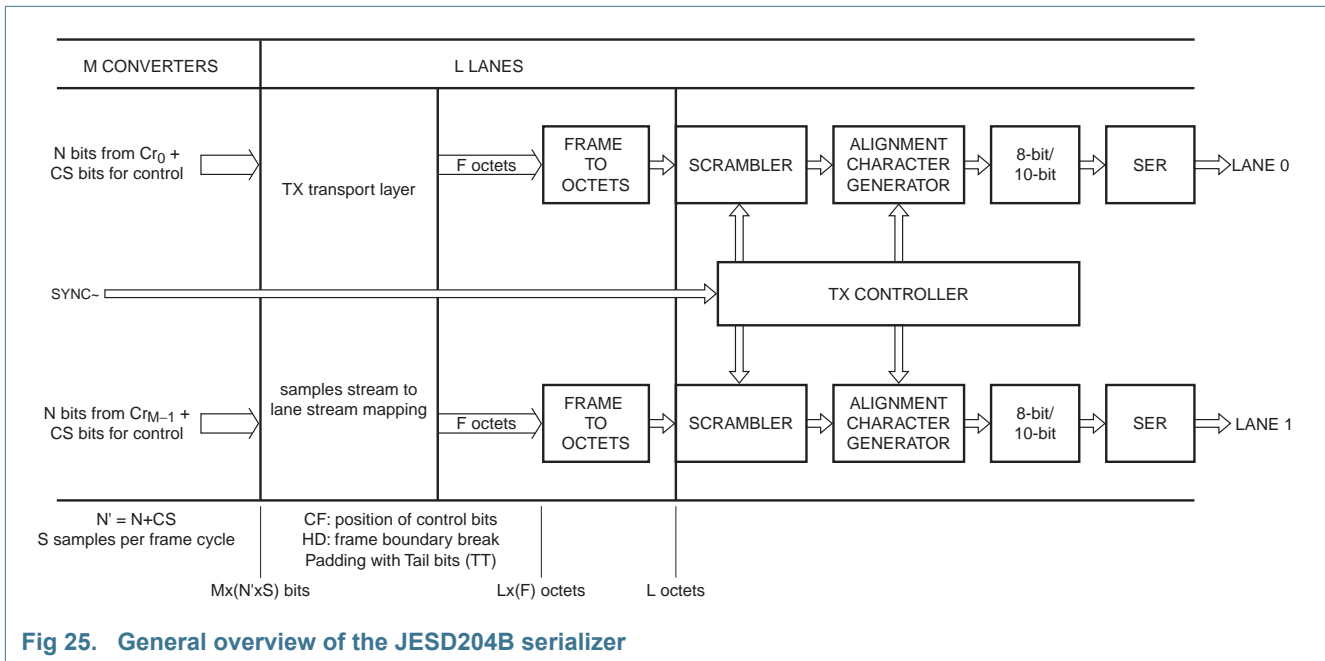 M CONVERTERS
L LANES
N bits from Cr0 +
CS bits for control
TX transport layer
F octets
FRAME
TO
OCTETS
SCRAMBLER
ALIGNMENT
CHARACTER
GENERATOR
8-bit/
10-bit
SER
LANE 0
SYNC~
TX CONTROLLER
N bits from CrM–1 +
CS bits for control
samples stream to
lane stream mapping
F octets
FRAME
TO
OCTETS
SCRAMBLER
ALIGNMENT
CHARACTER
GENERATOR
8-bit/
10-bit
SER
LANE 1
N' = N+CS
S samples per frame cycle
CF: position of control bits
HD: frame boundary break
Padding with Tail bits (TT)
Mx(N'xS) bits
Lx(F) octets
L octets
Fig 25. General overview of the JESD204B serializer